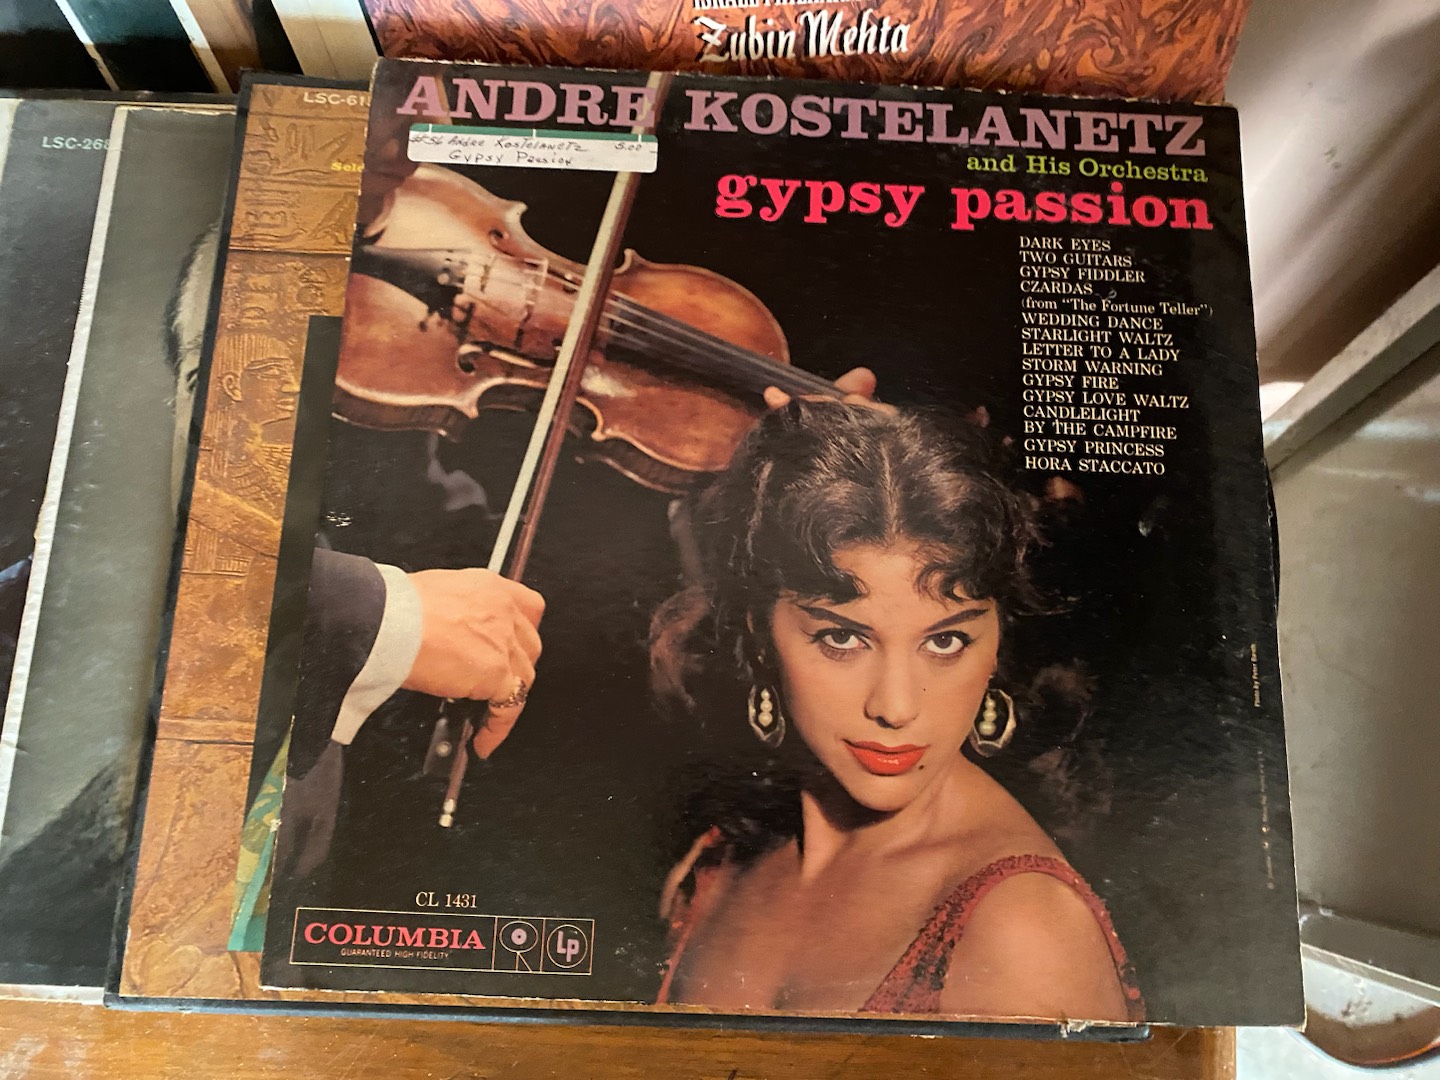 Zubin Mehta
LSC-268
LSC-615
ANDRE KOSTELANETZ
and His Orchestra
#56 Andre Kostelanetz 5.00
Gypsy Passion
gypsy passion
DARK EYES
TWO GUITARS
GYPSY FIDDLER
CZARDAS
(from "The Fortune Teller")
WEDDING DANCE
STARLIGHT WALTZ
LETTER TO A LADY
STORM WARNING
GYPSY FIRE
GYPSY LOVE WALTZ
CANDLELIGHT
BY THE CAMPFIRE
GYPSY PRINCESS
HORA STACCATO
CL 1431
COLUMBIA
GUARANTEED HIGH FIDELITY
Lp